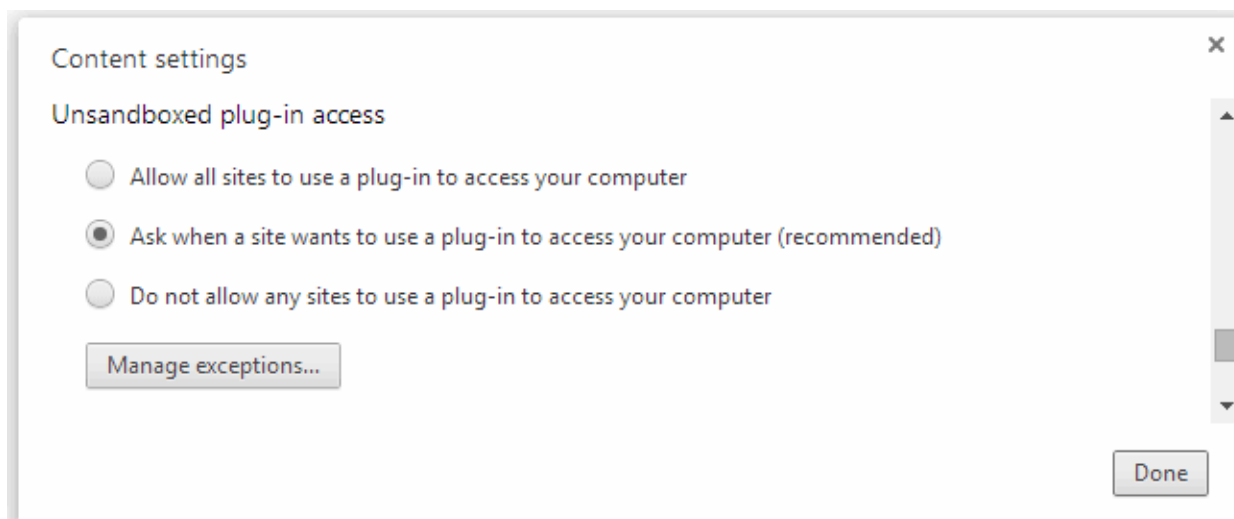 Content settings
Unsandboxed plug-in access
Allow all sites to use a plug-in to access your computer
Ask when a site wants to use a plug-in to access your computer (recommended)
Do not allow any sites to use a plug-in to access your computer
Manage exceptions...
Done